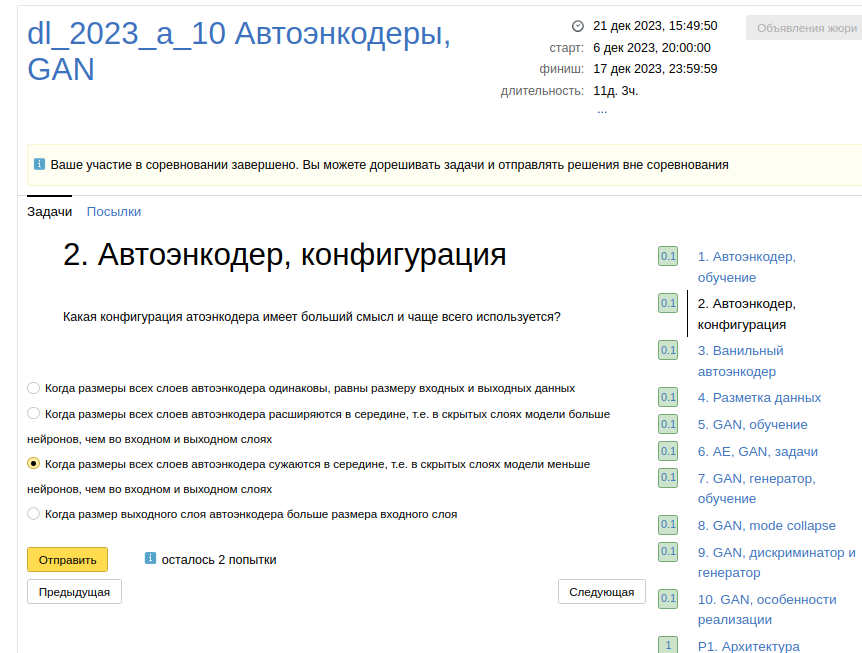 dl_2023_a_10 Автоэнкодеры,
GAN
21 дек 2023, 15:49:50
старт: 6 дек 2023, 20:00:00
финиш: 17 дек 2023, 23:59:59
длительность: 11д. 3ч.
...
Объявления жюри
Ваше участие в соревновании завершено. Вы можете дорешивать задачи и отправлять решения вне соревнования
Задачи Посылки
2. Автоэнкодер, конфигурация
Какая конфигурация атоэнкодера имеет больший смысл и чаще всего используется?
Когда размеры всех слоев автоэнкодера одинаковы, равны размеру входных и выходных данных
Когда размеры всех слоев автоэнкодера расширяются в середине, т.е. в скрытых слоях модели больше
нейронов, чем во входном и выходном слоях
Когда размеры всех слоев автоэнкодера сужаются в середине, т.е. в скрытых слоях модели меньше
нейронов, чем во входном и выходном слоях
Когда размер выходного слоя автоэнкодера больше размера входного слоя
Отправить осталось 2 попытки
Предыдущая Следующая
0.1 1. Автоэнкодер,
обучение
0.1 2. Автоэнкодер,
конфигурация
0.1 3. Ванильный
автоэнкодер
0.1 4. Разметка данных
0.1 5. GAN, обучение
0.1 6. AE, GAN, задачи
0.1 7. GAN, генератор,
обучение
0.1 8. GAN, mode collapse
0.1 9. GAN, дискриминатор и
генератор
0.1 10. GAN, особенности
реализации
1 P1. Архитектура